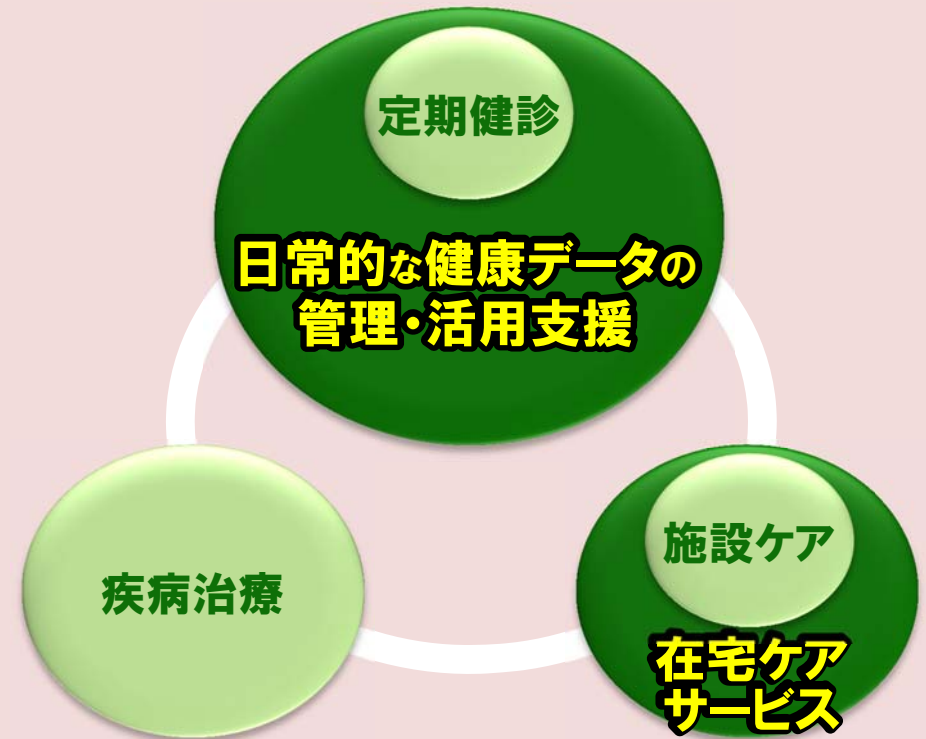 定期健診
日常的な健康データの
管理・活用支援
疾病治療
施設ケア
在宅ケア
サービス